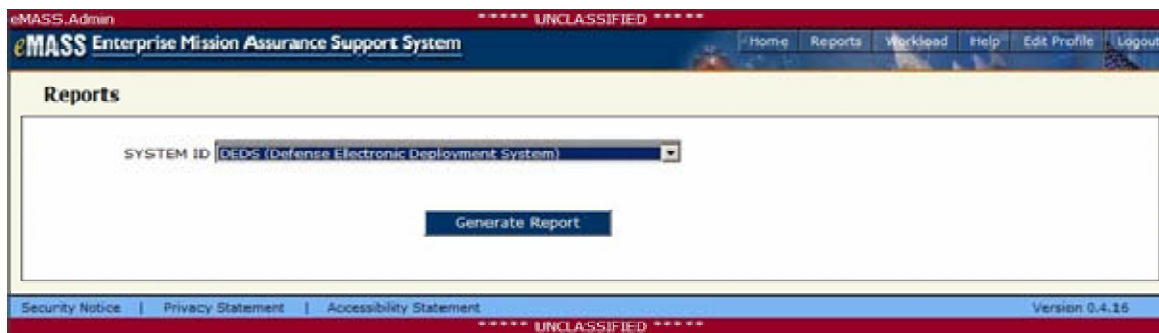 eMASS.Admin ***** UNCLASSIFIED *****
eMASS Enterprise Mission Assurance Support System Home Reports Workload Help Edit Profile Logout
Reports
SYSTEM ID DEDS (Defense Electronic Deployment System)
Generate Report
Security Notice | Privacy Statement | Accessibility Statement Version 0.4.16
***** UNCLASSIFIED *****